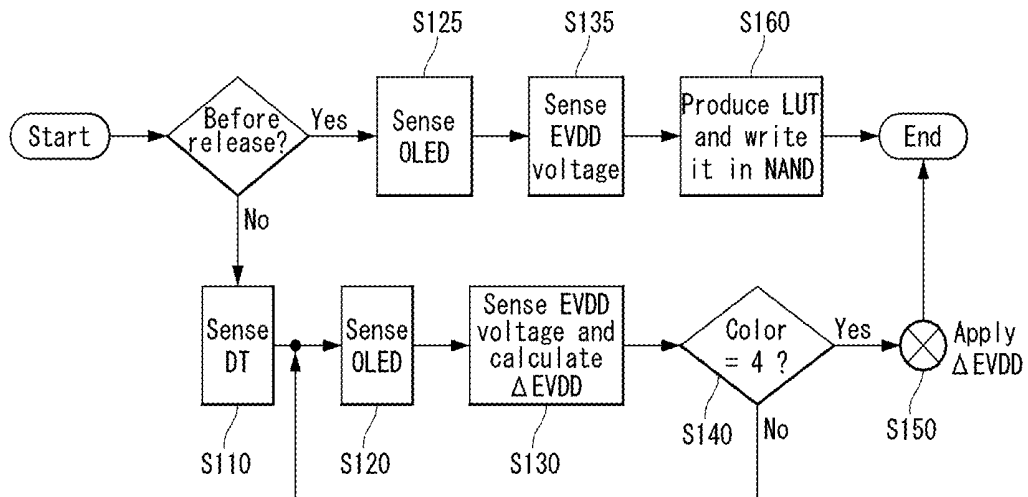 S125
S135
S160
Start
Before
release?
Yes
Sense
OLED
Sense
EVDD
voltage
Produce LUT
and write
it in NAND
End
No
Sense
DT
Sense
OLED
Sense EVDD
voltage and
calculate
ΔEVDD
Color
= 4 ?
Yes
Apply
ΔEVDD
No
S110
S120
S130
S140
S150